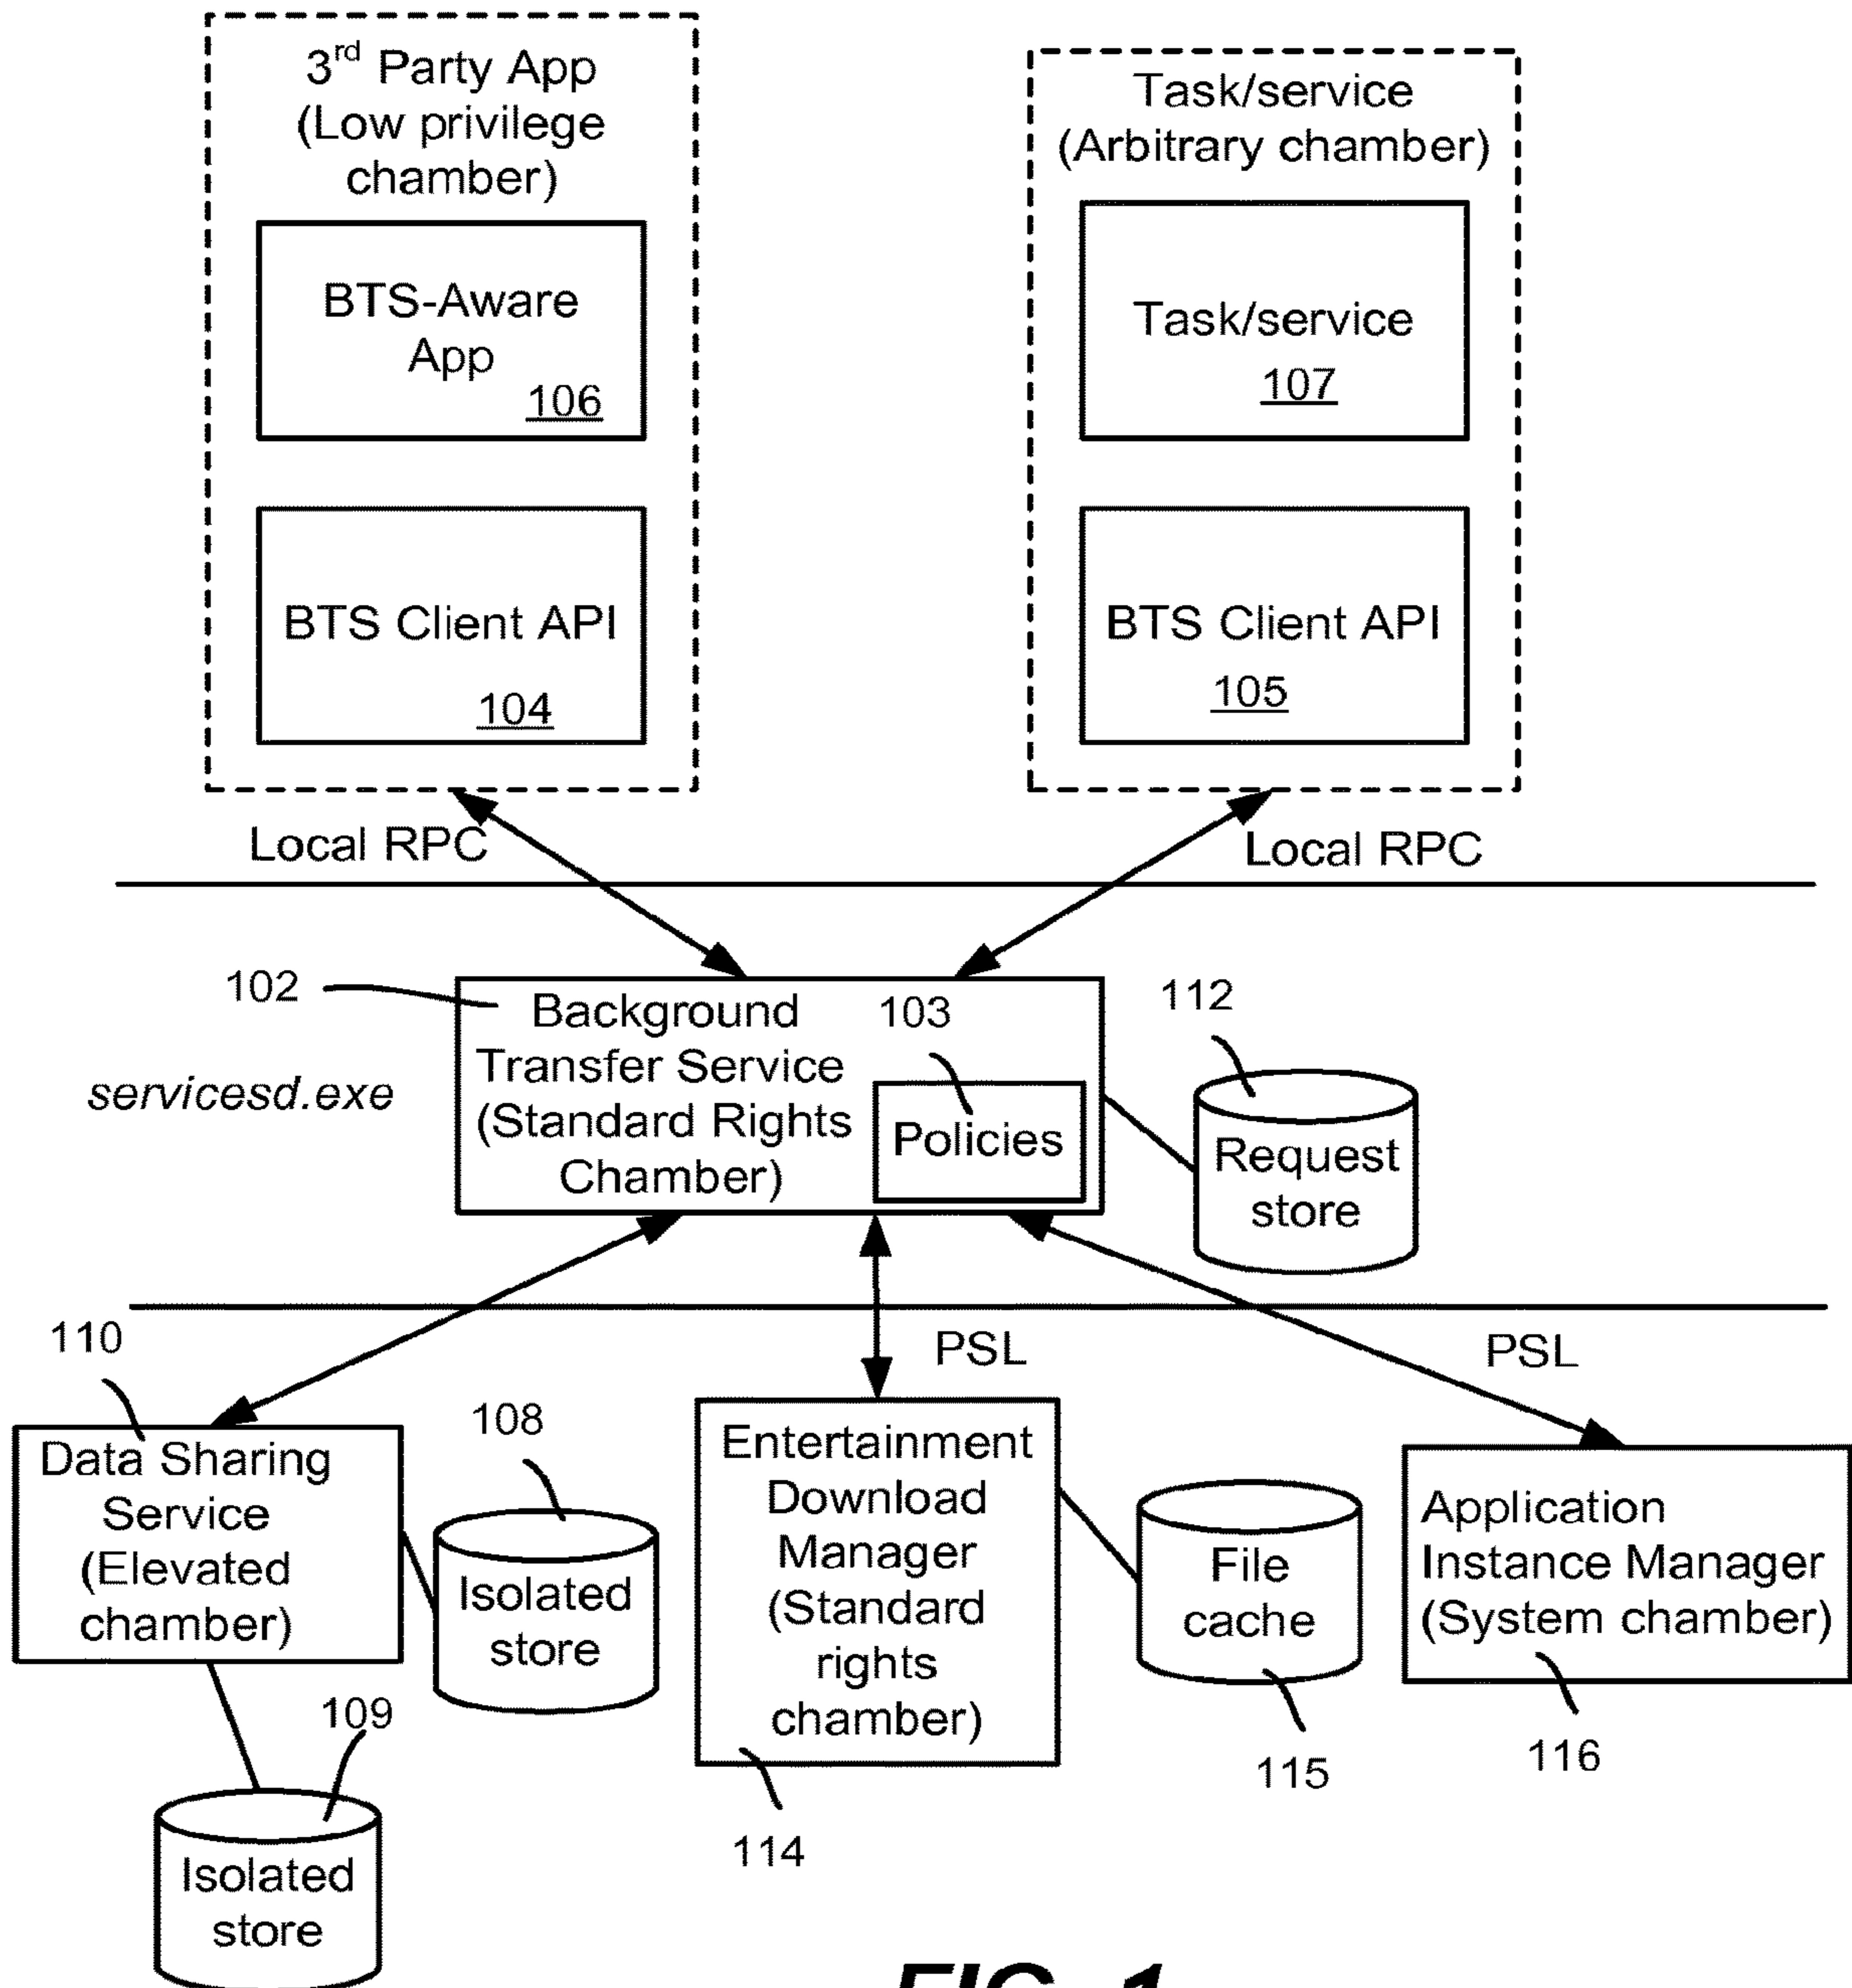 3rd Party App
(Low privilege
chamber)
BTS-Aware
App
106
BTS Client API
104
Task/service
(Arbitrary chamber)
Task/service
107
BTS Client API
105
Local RPC
Local RPC
102
Background
Transfer Service
(Standard Rights
Chamber)
103
Policies
112
Request
store
servicesd.exe
PSL
PSL
110
Data Sharing
Service
(Elevated
chamber)
108
Isolated
store
109
Isolated
store
Entertainment
Download
Manager
(Standard
rights
chamber)
114
File
cache
115
Application
Instance Manager
(System chamber)
116
FIG. 1